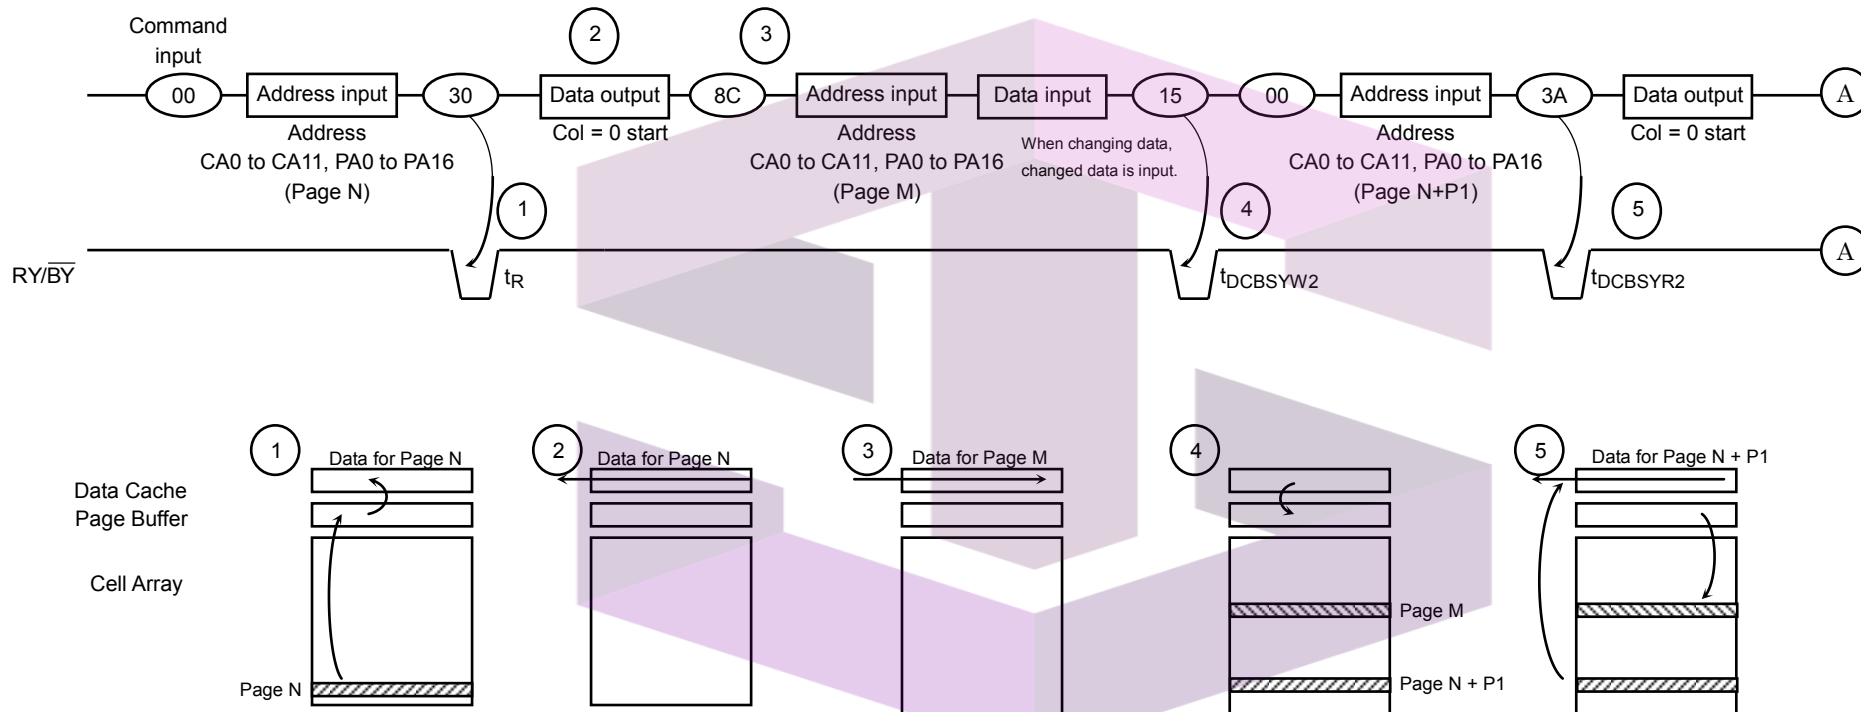 Command
input
2
3
00
Address input
30
Data output
8C
Address input
Data input
15
00
Address input
3A
Data output
A
Address
CA0 to CA11, PA0 to PA16
(Page N)
Col = 0 start
Address
CA0 to CA11, PA0 to PA16
(Page M)
When changing data,
changed data is input.
Address
CA0 to CA11, PA0 to PA16
(Page N+P1)
Col = 0 start
1
4
5
RY/B̅Y̅
tR
tDCBSYW2
tDCBSYR2
A
1
Data for Page N
2
Data for Page N
3
Data for Page M
4
5
Data for Page N + P1
Data Cache
Page Buffer
Cell Array
Page N
Page M
Page N + P1